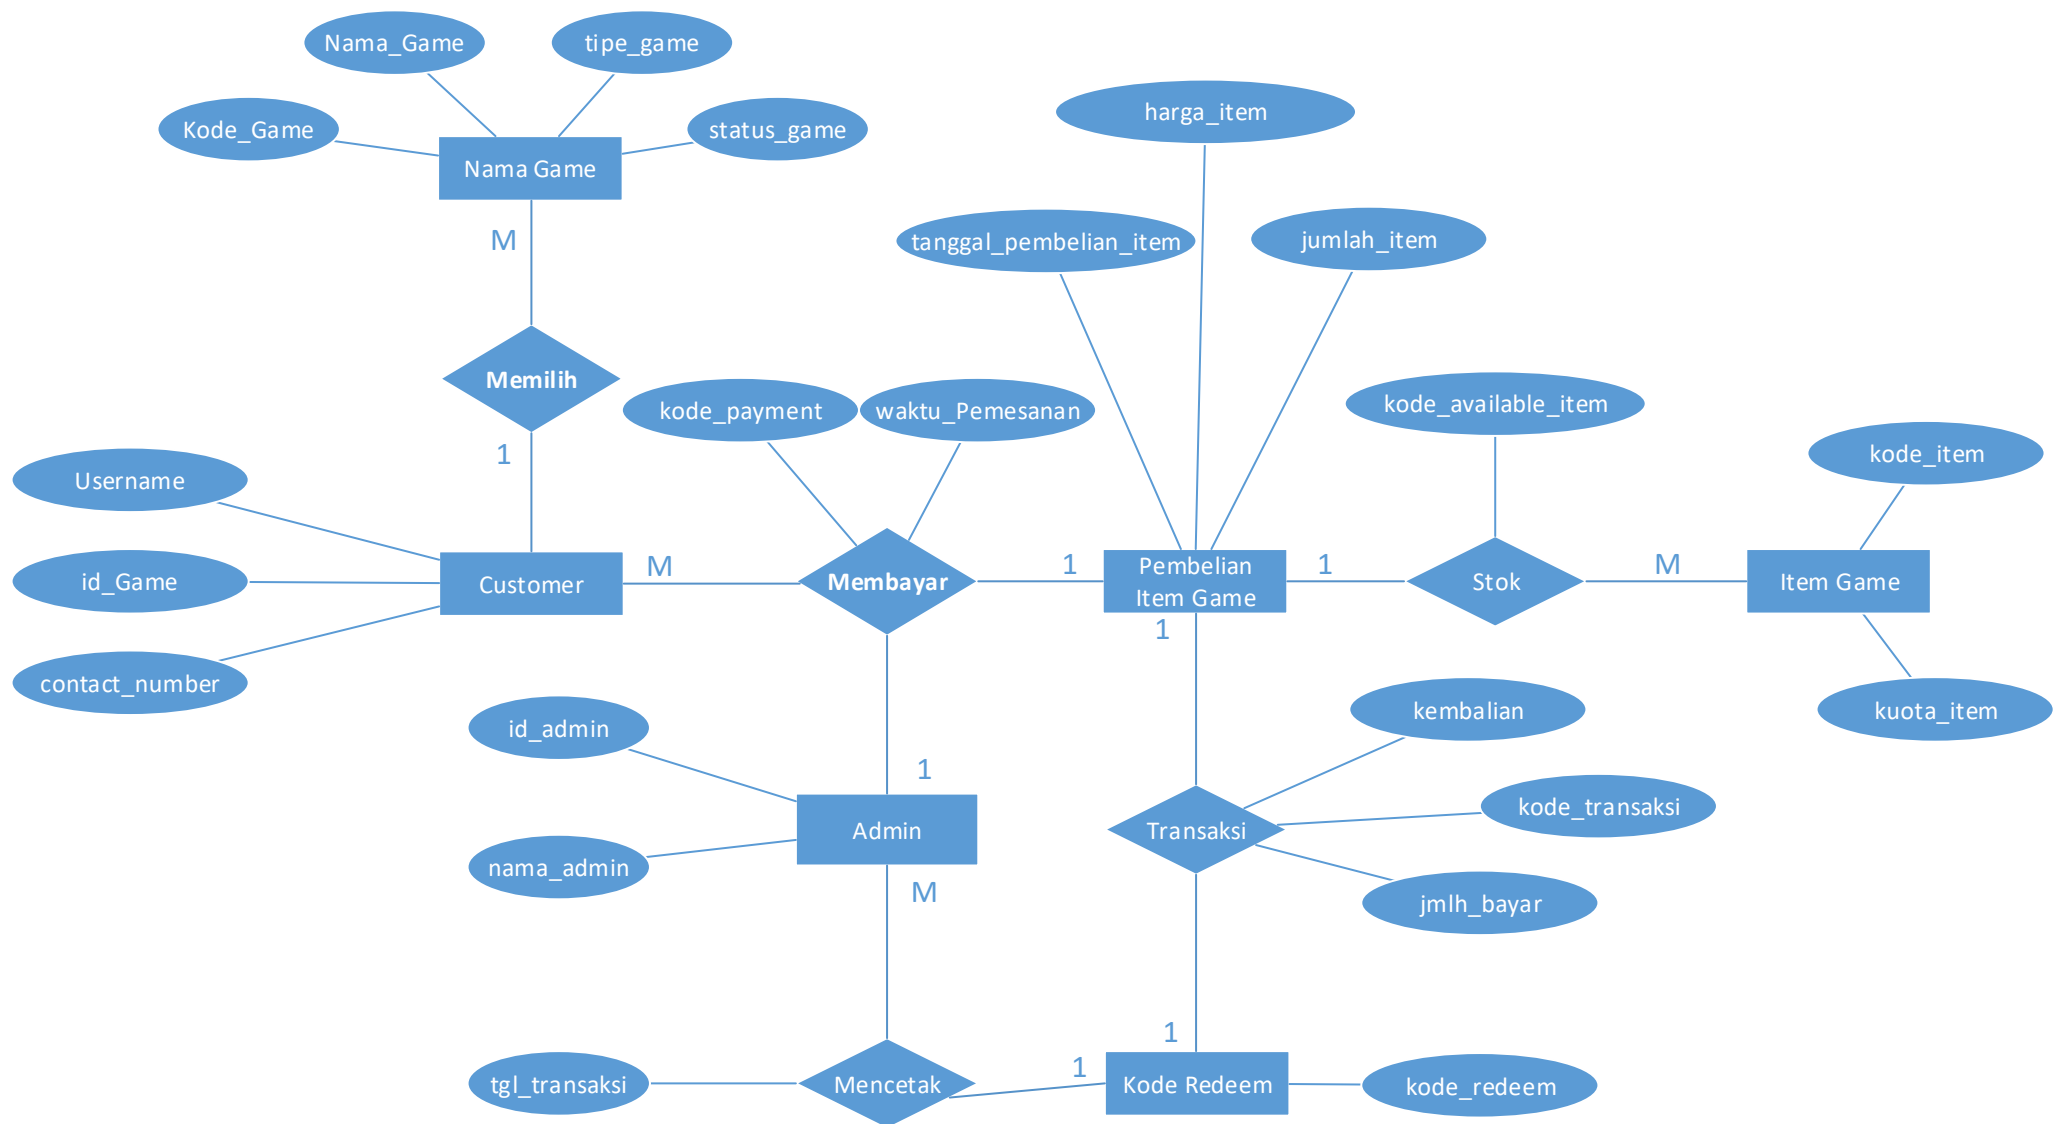 Nama_Game
tipe_game
Kode_Game
status_game
Nama Game
harga_item
M
tanggal_pembelian_item
jumlah_item
Memilih
kode_payment
waktu_Pemesanan
kode_available_item
1
kode_item
Username
id_Game
Customer
M
Membayar
1
Pembelian
Item Game
1
Stok
M
Item Game
1
contact_number
id_admin
kembalian
kuota_item
1
kode_transaksi
Admin
Transaksi
nama_admin
M
jmlh_bayar
1
tgl_transaksi
Mencetak
1
Kode Redeem
kode_redeem